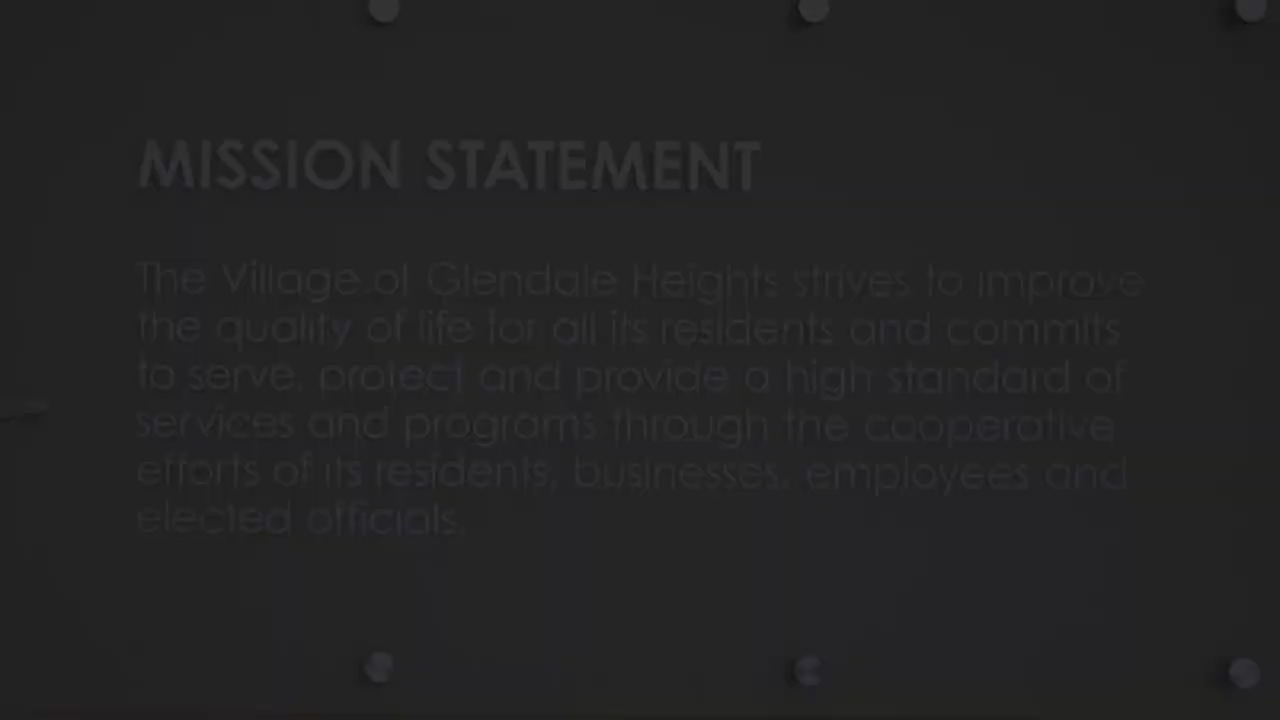 MISSION STATEMENT
The Village of Glendale Heights strives to improve
the quality of life for all its residents and commits
to serve, protect and provide a high standard of
services and programs through the cooperative
efforts of its residents, businesses, employees and
elected officials.